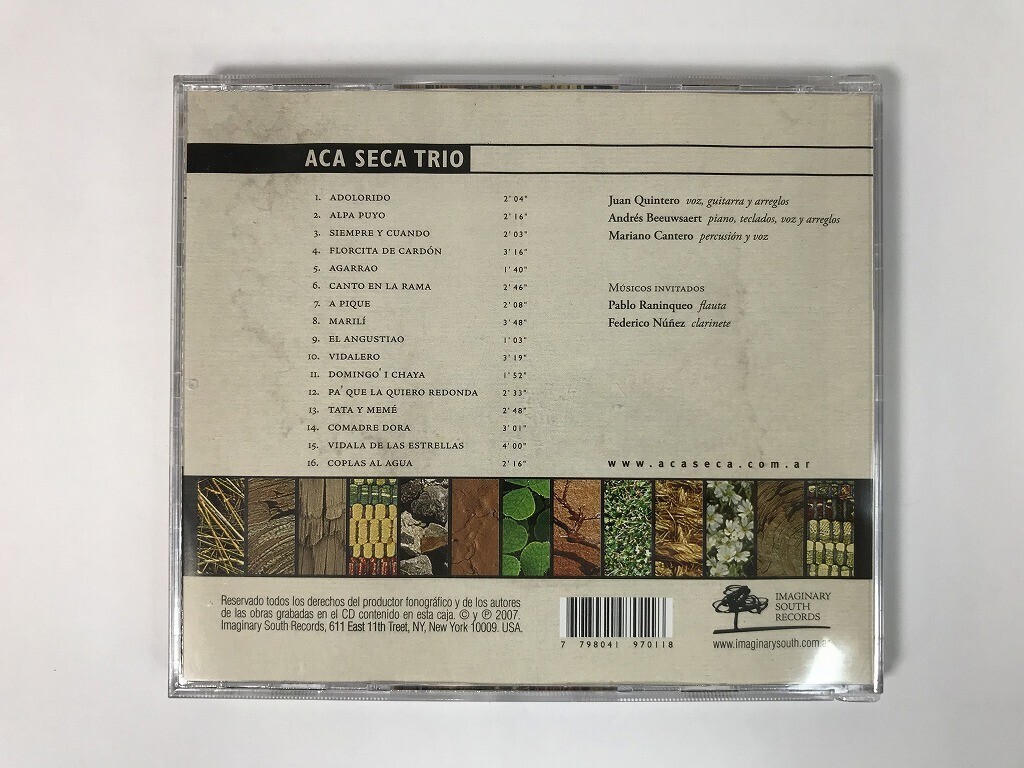 ACA SECA TRIO
1. ADOLORIDO 2' 04"
2. ALPA PUYO 2' 16"
3. SIEMPRE Y CUANDO 2' 03"
4. FLORCITA DE CARDÓN 3' 16"
5. AGARRAO 1' 40"
6. CANTO EN LA RAMA 2' 46"
7. A PIQUE 2' 08"
8. MARILÍ 3' 48"
9. EL ANGUSTIAO 1' 03"
10. VIDALERO 3' 19"
11. DOMINGO' I CHAYA 1' 52"
12. PA' QUE LA QUIERO REDONDA 2' 33"
13. TATA Y MEMÉ 2' 48"
14. COMADRE DORA 3' 01"
15. VIDALA DE LAS ESTRELLAS 4' 00"
16. COPLAS AL AGUA 2' 16"
Juan Quintero voz, guitarra y arreglos
Andrés Beeuwsaert piano, teclados, voz y arreglos
Mariano Cantero percusión y voz
MÚSICOS INVITADOS
Pablo Raninqueo flauta
Federico Núñez clarinete
www.acaseca.com.ar
Reservado todos los derechos del productor fonográfico y de los autores
de las obras grabadas en el CD contenido en esta caja. © y ℗ 2007.
Imaginary South Records, 611 East 11th Treet, NY, New York 10009. USA.
7 798041 970118
IMAGINARY
SOUTH
RECORDS
www.imaginarysouth.com.ar